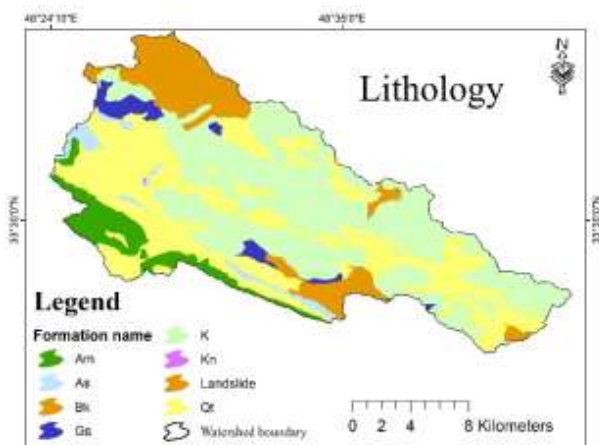 48°24'10"E
48°35'0"E
N
Lithology
33°30'0"N
33°30'0"N
Legend
Formation name
Am
As
Bk
Gs
K
Kn
Landslide
Qt
Watershed boundary
0 2 4 8 Kilometers